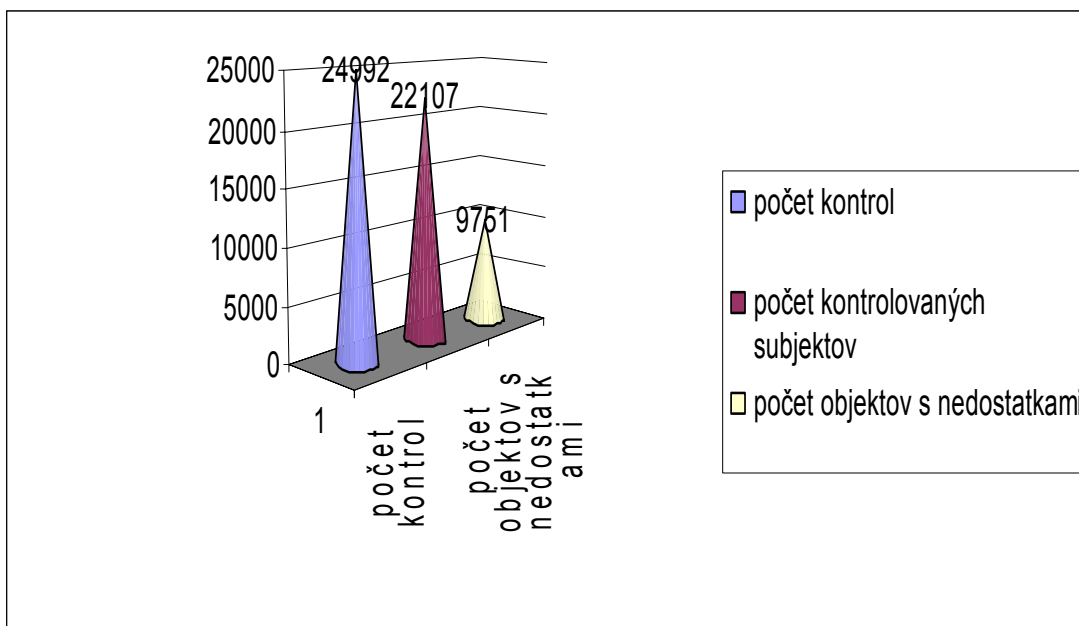 25000
20000
15000
10000
5000
0
24992
22107
9751
1
počet
kontrol
počet
objektov s
nedostatk
ami
počet kontrol
počet kontrolovaných
subjektov
počet objektov s nedostatkami